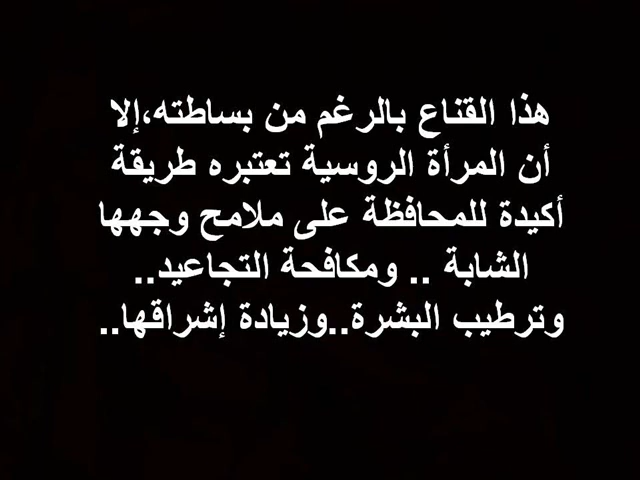 هذا القناع بالرغم من بساطته،إلا
أن المرأة الروسية تعتبره طريقة
أكيدة للمحافظة على ملامح وجهها
الشابة .. ومكافحة التجاعيد..
وترطيب البشرة..وزيادة إشراقها..